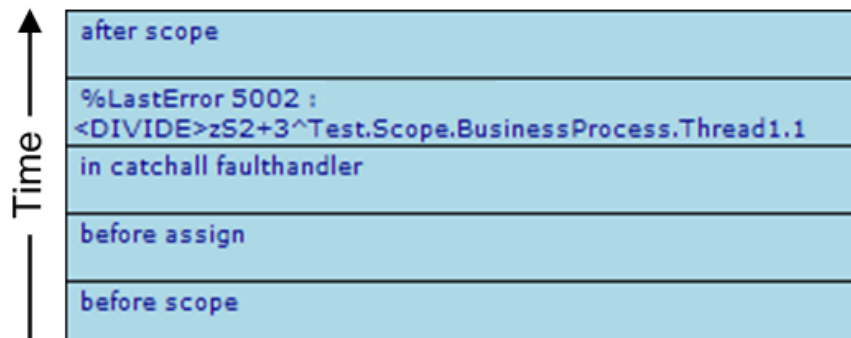 Time
after scope
%LastError 5002 :
<DIVIDE>zS2+3^Test.Scope.BusinessProcess.Thread1.1
in catchall faulthandler
before assign
before scope